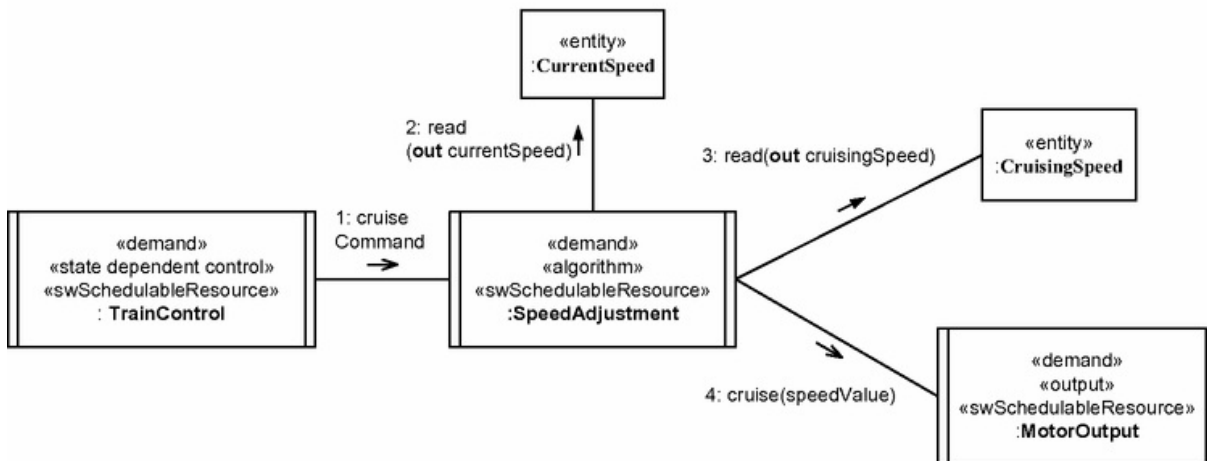 «entity»
:CurrentSpeed
2: read
(out currentSpeed)
3: read(out cruisingSpeed)
«entity»
:CruisingSpeed
1: cruise
Command
«demand»
«state dependent control»
«swSchedulableResource»
: TrainControl
«demand»
«algorithm»
«swSchedulableResource»
:SpeedAdjustment
4: cruise(speedValue)
«demand»
«output»
«swSchedulableResource»
:MotorOutput